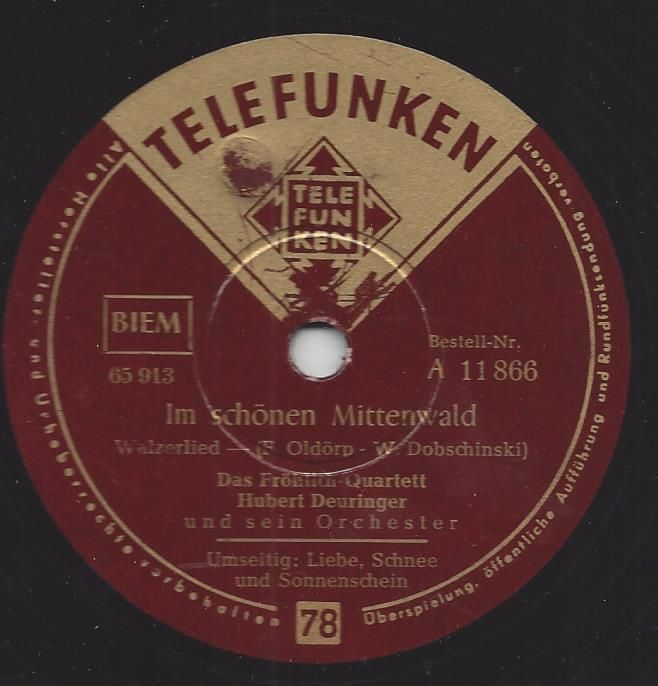 TELEFUNKEN
TELE
FUN
KEN
BIEM
65 913
Bestell-Nr.
A 11 866
Im schönen Mittenwald
Walzerlied — (F. Oldörp - W. Dobschinski)
Das Fröhlich-Quartett
Hubert Deuringer
und sein Orchester
Umseitig: Liebe, Schnee
und Sonnenschein
78
Alle Hersteller- und Urheberrechte vorbehalten
Überspielung, öffentliche Aufführung und Rundfunksendung verboten